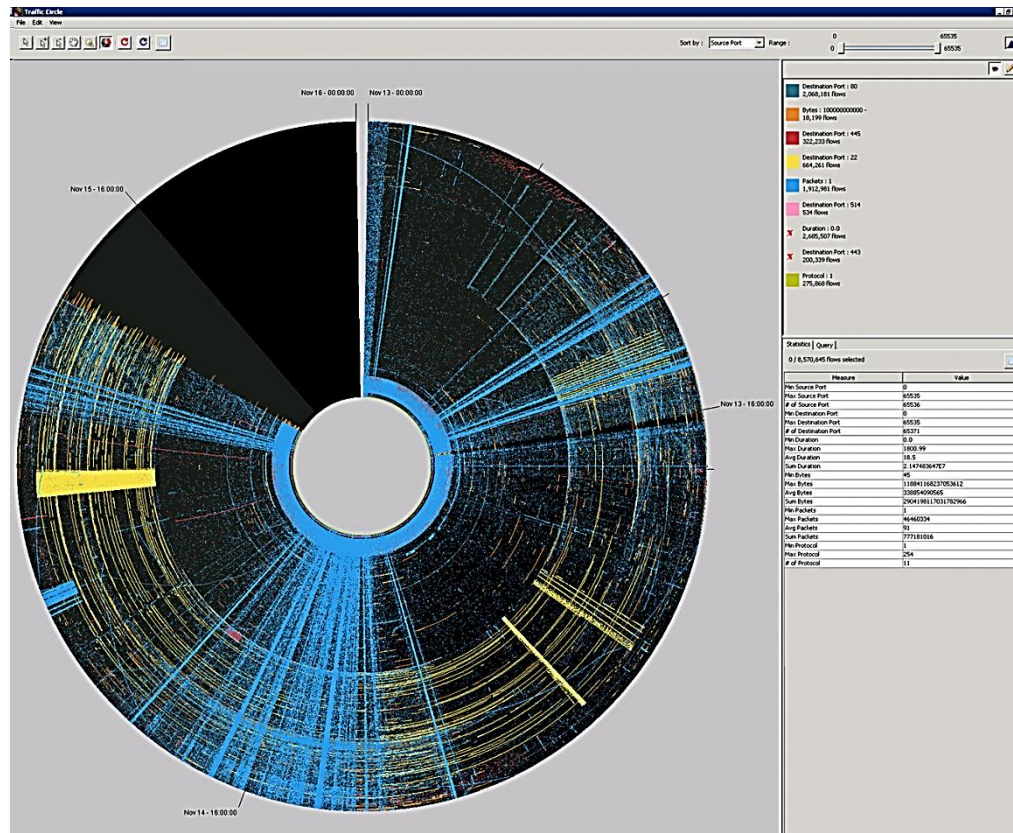 Traffic Circle
File Edit View
Sort by : Source Port Range : 0 0 65535 65535
Nov 16 - 00:00:00 Nov 13 - 00:00:00
Nov 15 - 16:00:00
Nov 13 - 16:00:00
Nov 14 - 16:00:00
Destination Port : 80
2,068,181 flows
Bytes : 100000000000 -
18,199 flows
Destination Port : 445
322,233 flows
Destination Port : 22
664,261 flows
Packets : 1
1,912,981 flows
Destination Port : 514
534 flows
x Duration : 0.0
2,685,507 flows
x Destination Port : 443
200,339 flows
Protocol : 1
275,868 flows
Statistics Query
0 / 8,570,645 flows selected
Measure Value
Min Source Port 0
Max Source Port 65535
# of Source Port 65536
Min Destination Port 0
Max Destination Port 65535
# of Destination Port 65371
Min Duration 0.0
Max Duration 1800.99
Avg Duration 18.5
Sum Duration 2.147483647E7
Min Bytes 45
Max Bytes 118841168237053612
Avg Bytes 338854090565
Sum Bytes 2904198117031782966
Min Packets 1
Max Packets 46460334
Avg Packets 91
Sum Packets 777181016
Min Protocol 1
Max Protocol 254
# of Protocol 11